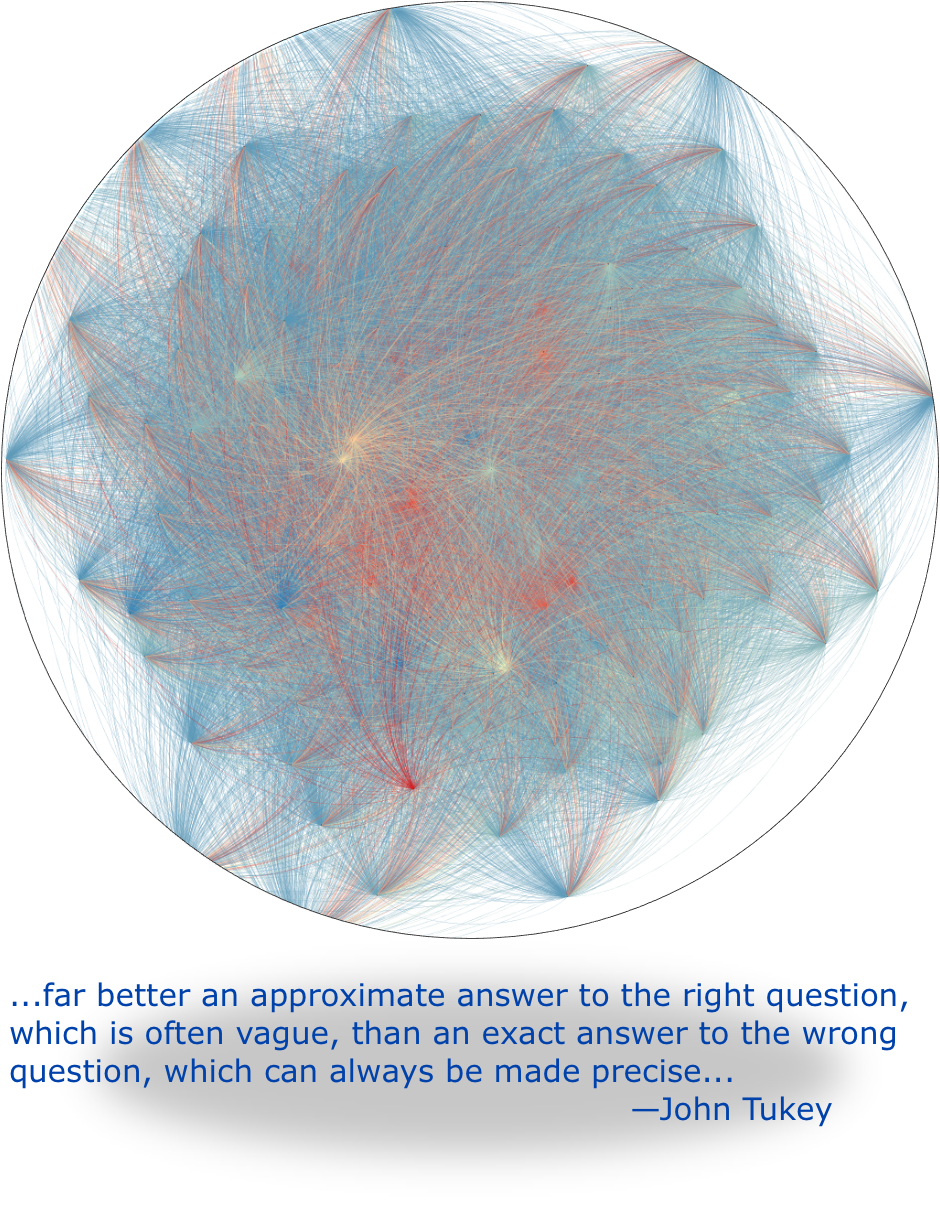 ...far better an approximate answer to the right question,
which is often vague, than an exact answer to the wrong
question, which can always be made precise...
—John Tukey